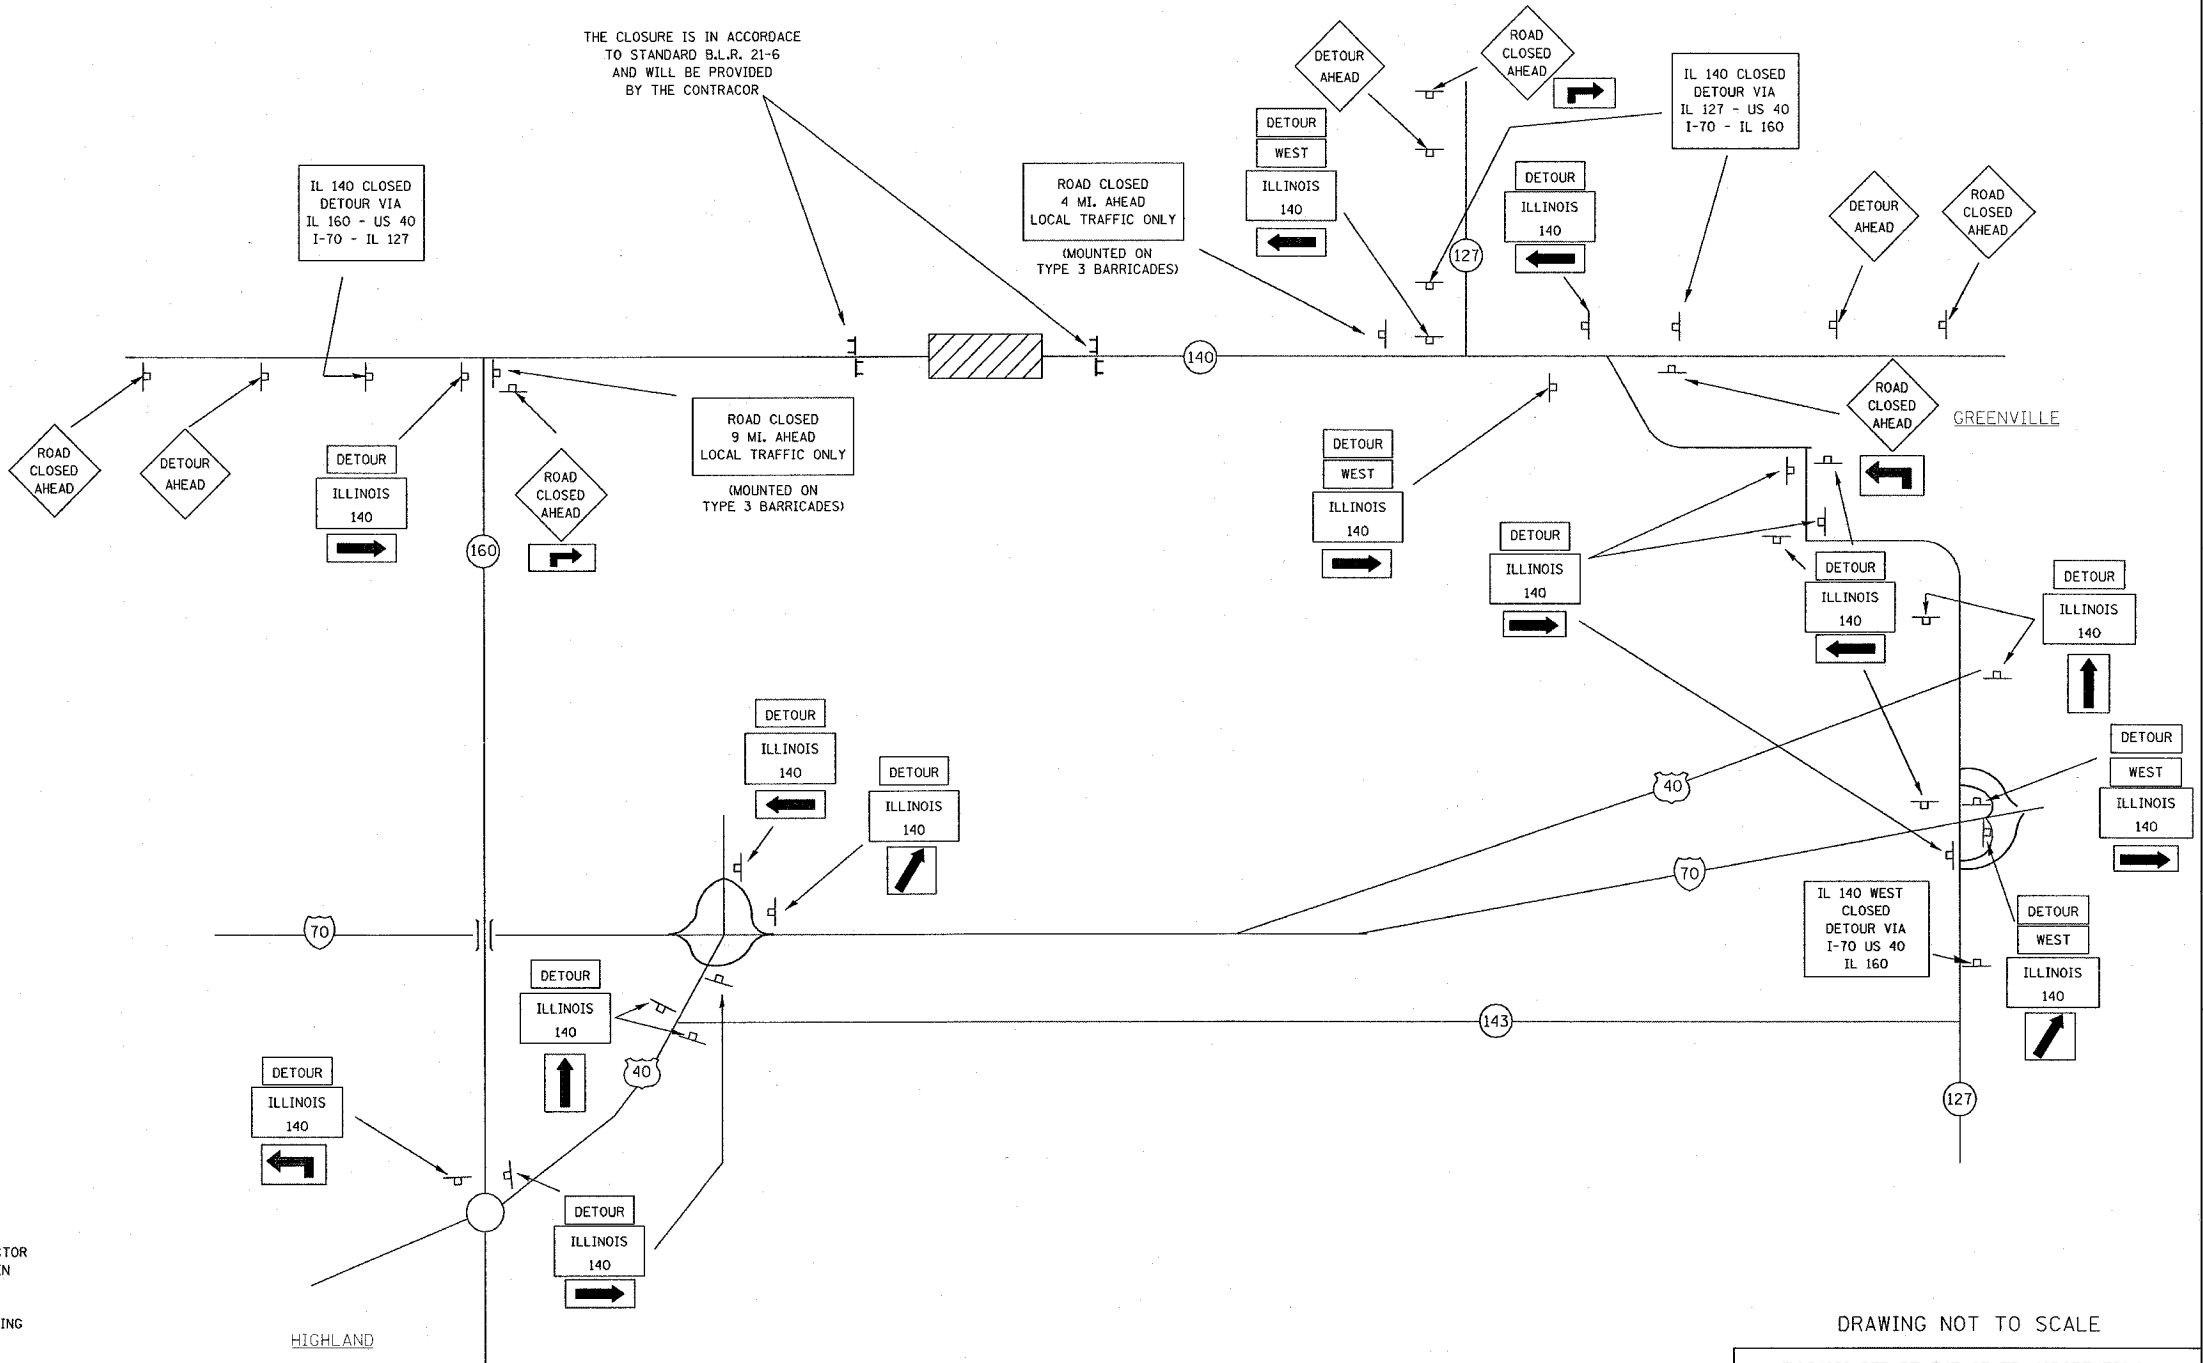 THE CLOSURE IS IN ACCORDACE
TO STANDARD B.L.R. 21-6
AND WILL BE PROVIDED
BY THE CONTRACOR
DETOUR
AHEAD
ROAD
CLOSED
AHEAD
IL 140 CLOSED
DETOUR VIA
IL 127 - US 40
I-70 - IL 160
IL 140 CLOSED
DETOUR VIA
IL 160 - US 40
I-70 - IL 127
ROAD CLOSED
4 MI. AHEAD
LOCAL TRAFFIC ONLY
(MOUNTED ON
TYPE 3 BARRICADES)
DETOUR
WEST
ILLINOIS
140
127
DETOUR
ILLINOIS
140
DETOUR
AHEAD
ROAD
CLOSED
AHEAD
140
ROAD
CLOSED
AHEAD
GREENVILLE
ROAD
CLOSED
AHEAD
DETOUR
AHEAD
DETOUR
ILLINOIS
140
160
ROAD
CLOSED
AHEAD
ROAD CLOSED
9 MI. AHEAD
LOCAL TRAFFIC ONLY
(MOUNTED ON
TYPE 3 BARRICADES)
DETOUR
WEST
ILLINOIS
140
DETOUR
ILLINOIS
140
DETOUR
ILLINOIS
140
DETOUR
ILLINOIS
140
DETOUR
ILLINOIS
140
DETOUR
ILLINOIS
140
40
70
DETOUR
WEST
ILLINOIS
140
70
IL 140 WEST
CLOSED
DETOUR VIA
I-70 US 40
IL 160
DETOUR
WEST
ILLINOIS
140
DETOUR
ILLINOIS
140
143
40
127
DETOUR
ILLINOIS
140
DETOUR
ILLINOIS
140
CTOR
EN
ING
HIGHLAND
DRAWING NOT TO SCALE